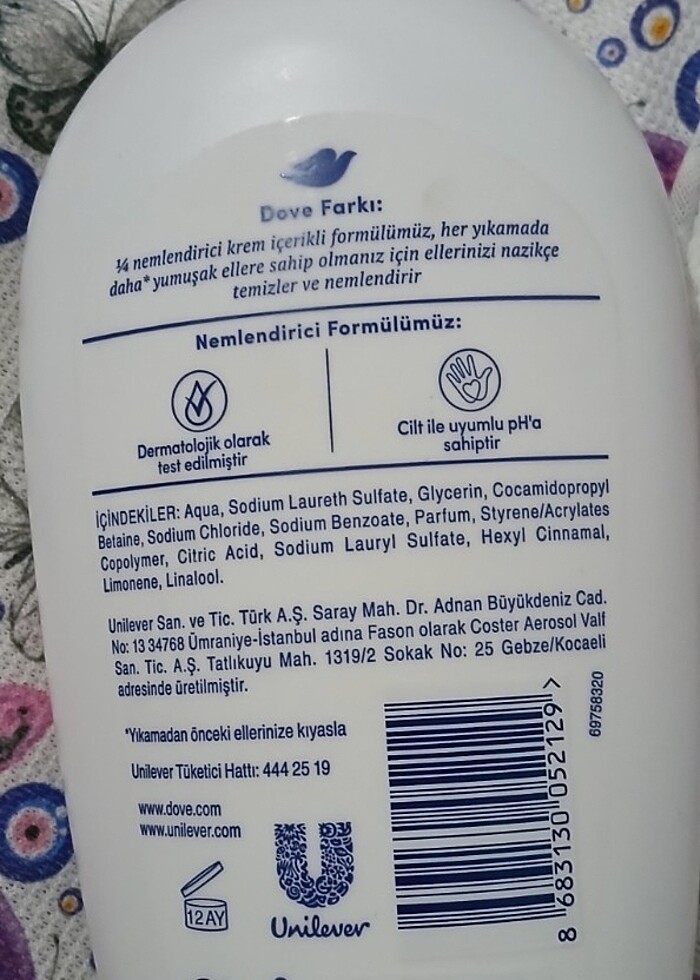 Dove Farkı:
¼ nemlendirici krem içerikli formülümüz, her yıkamada
daha* yumuşak ellere sahip olmanız için ellerinizi nazikçe
temizler ve nemlendirir
Nemlendirici Formülümüz:
Dermatolojik olarak
test edilmiştir
Cilt ile uyumlu pH'a
sahiptir
İÇİNDEKİLER: Aqua, Sodium Laureth Sulfate, Glycerin, Cocamidopropyl
Betaine, Sodium Chloride, Sodium Benzoate, Parfum, Styrene/Acrylates
Copolymer, Citric Acid, Sodium Lauryl Sulfate, Hexyl Cinnamal,
Limonene, Linalool.
Unilever San. ve Tic. Türk A.Ş. Saray Mah. Dr. Adnan Büyükdeniz Cad.
No: 13 34768 Ümraniye-İstanbul adına Fason olarak Coster Aerosol Valf
San. Tic. A.Ş. Tatlıkuyu Mah. 1319/2 Sokak No: 25 Gebze/Kocaeli
adresinde üretilmiştir.
*Yıkamadan önceki ellerinize kıyasla
Unilever Tüketici Hattı: 444 25 19
www.dove.com
www.unilever.com
12 AY
Unilever
8 683130 052129 >
69758320